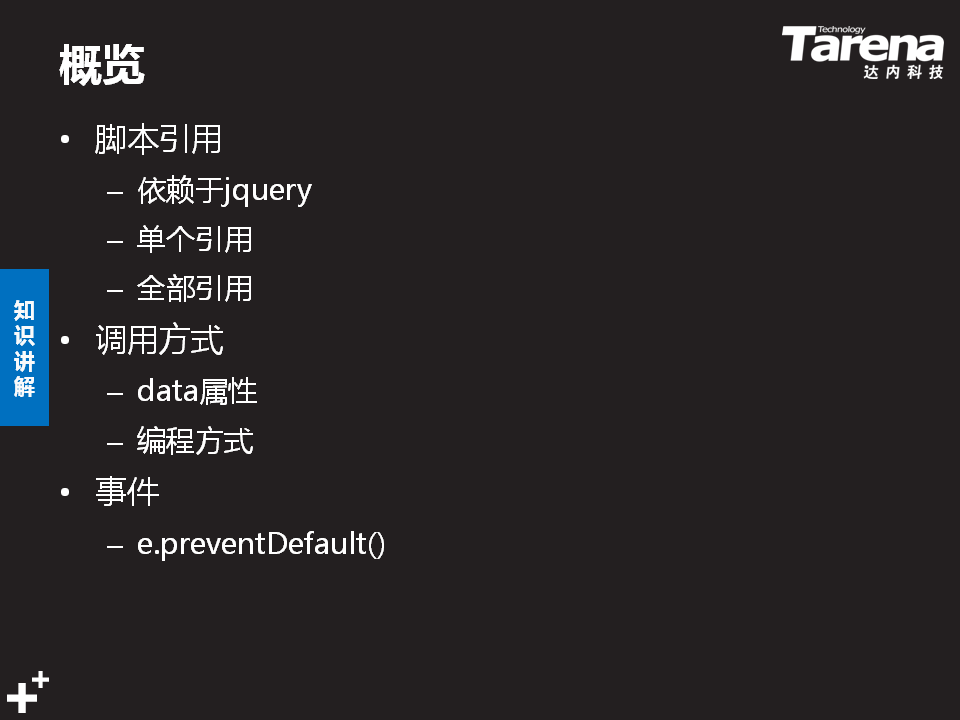 概览
Technology
Tarena
达内科技
• 脚本引用
– 依赖于jquery
– 单个引用
– 全部引用
知识讲解
• 调用方式
– data属性
– 编程方式
• 事件
– e.preventDefault()